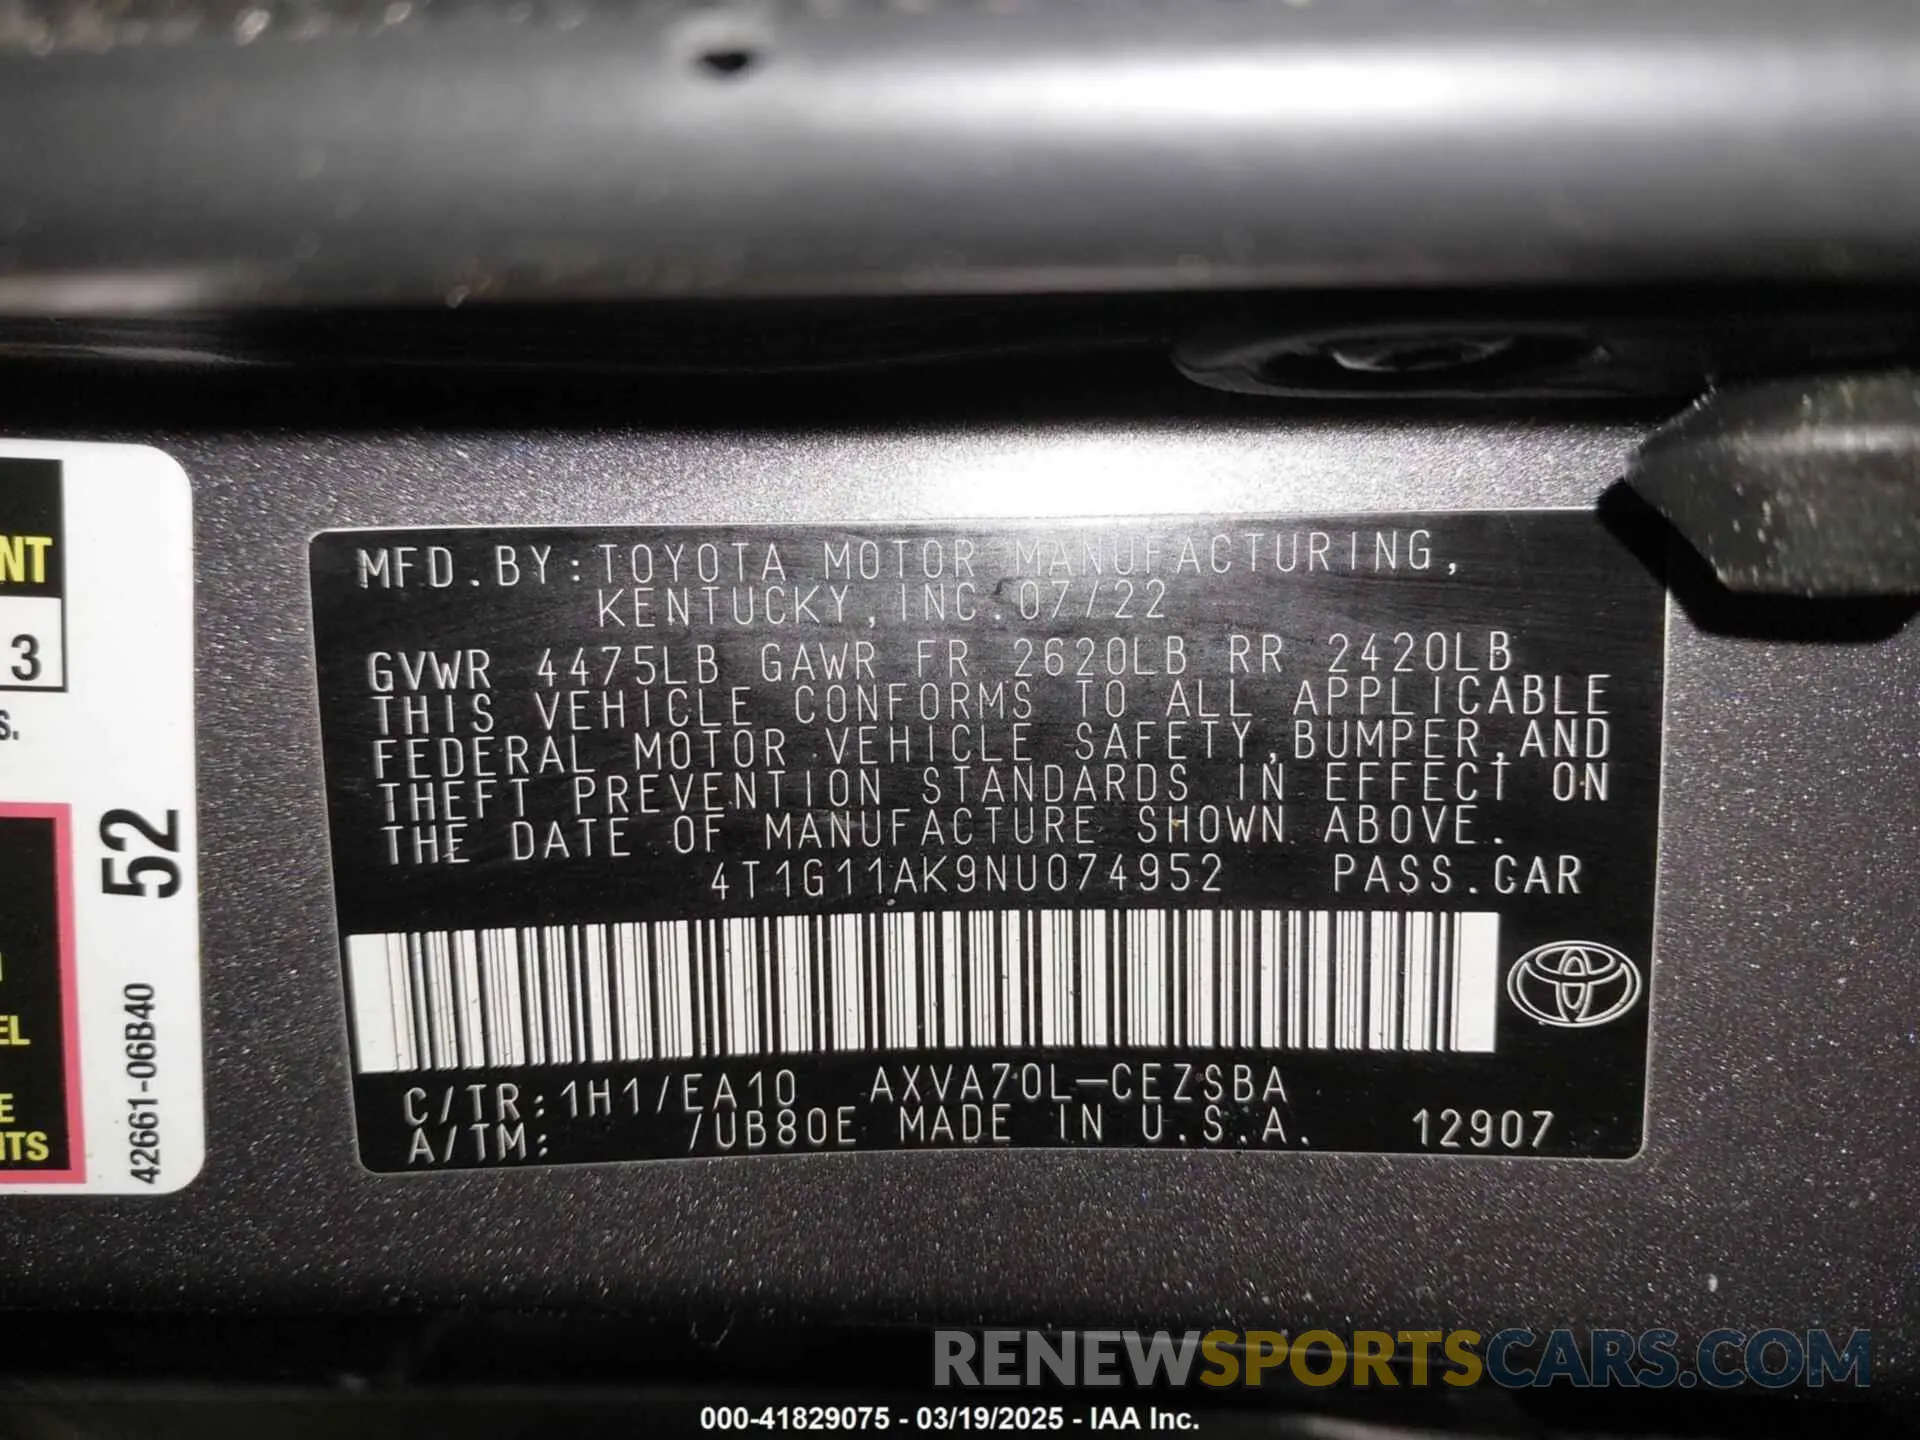 MFD.BY:TOYOTA MOTOR MANUFACTURING,
KENTUCKY,INC.07/22
GVWR 4475LB GAWR FR 2620LB RR 2420LB
THIS VEHICLE CONFORMS TO ALL APPLICABLE
FEDERAL MOTOR VEHICLE SAFETY,BUMPER,AND
THEFT PREVENTION STANDARDS IN EFFECT ON
THE DATE OF MANUFACTURE SHOWN ABOVE.
4T1G11AK9NU074952 PASS.CAR
C/TR:1H1/EA10 AXVA70L-CEZSBA
A/TM: /UB80E MADE IN U.S.A. 12907
NT
3
S.
52
EL
E
NTS
42661-06B40
RENEWSPORTSCARS.COM
000-41829075 - 03/19/2025 - IAA Inc.